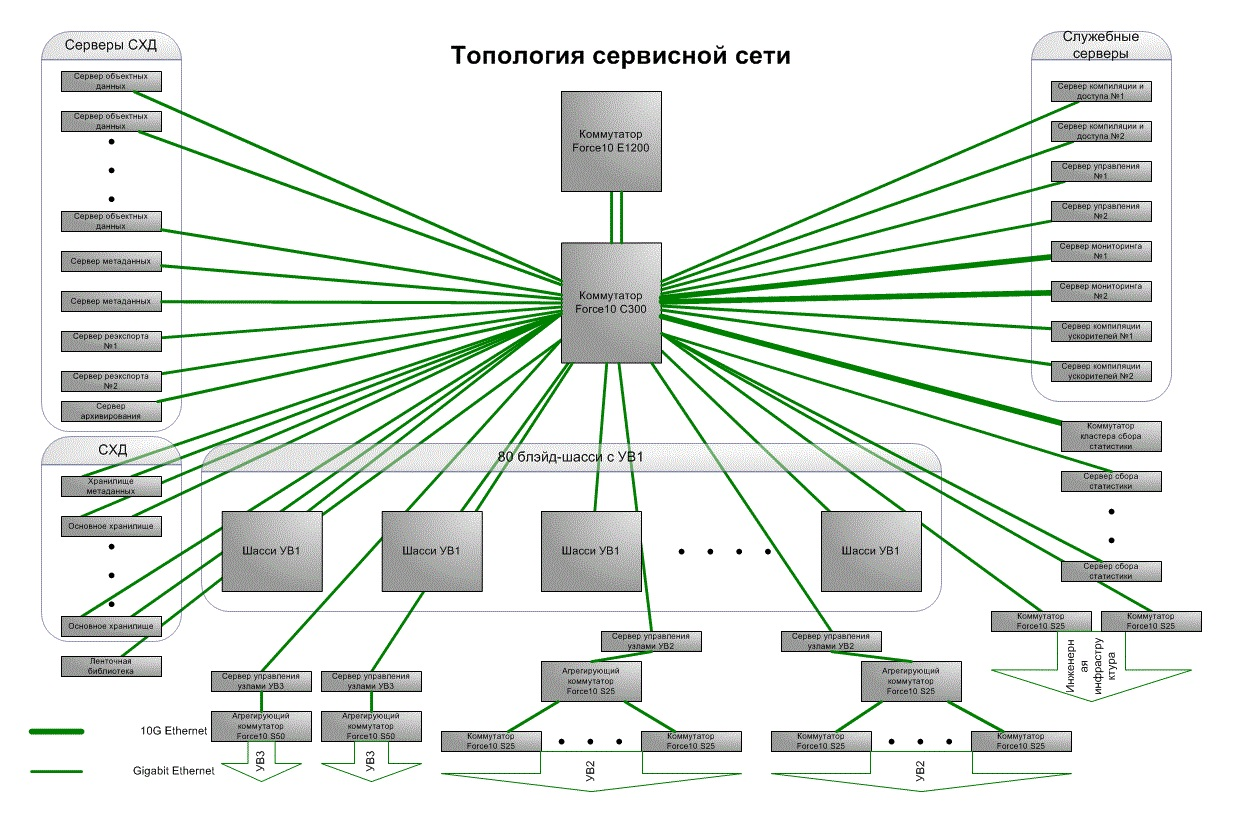 Топология сервисной сети
Серверы СХД
Сервер объектных
данных
Сервер объектных
данных
Сервер объектных
данных
Сервер метаданных
Сервер метаданных
Сервер реэкспорта
№1
Сервер реэкспорта
№2
Сервер
архивирования
СХД
Хранилище
метаданных
Основное хранилище
Основное хранилище
Ленточная
библиотека
Коммутатор
Force10 E1200
Коммутатор
Force10 C300
Служебные
серверы
Сервер компиляции и
доступа №1
Сервер компиляции и
доступа №2
Сервер управления
№1
Сервер управления
№2
Сервер мониторинга
№1
Сервер мониторинга
№2
Сервер компиляции
ускорителей №1
Сервер компиляции
ускорителей №2
Коммутатор
кластера сбора
статистики
Сервер сбора
статистики
Сервер сбора
статистики
Коммутатор
Force10 S25
Коммутатор
Force10 S25
Инженерн
ая
инфрастру
ктура
80 блэйд-шасси с УВ1
Шасси УВ1
Шасси УВ1
Шасси УВ1
Шасси УВ1
Сервер управления
узлами УВ3
Сервер управления
узлами УВ3
Агрегирующий
коммутатор
Force10 S50
Агрегирующий
коммутатор
Force10 S50
УВ3
УВ3
Сервер управления
УВ2
Агрегирующий
коммутатор
Force10 S25
Коммутатор
Force10 S25
Коммутатор
Force10 S25
УВ2
Сервер управления
УВ2
Агрегирующий
коммутатор
Force10 S25
Коммутатор
Force10 S25
Коммутатор
Force10 S25
УВ2
10G Ethernet
Gigabit Ethernet